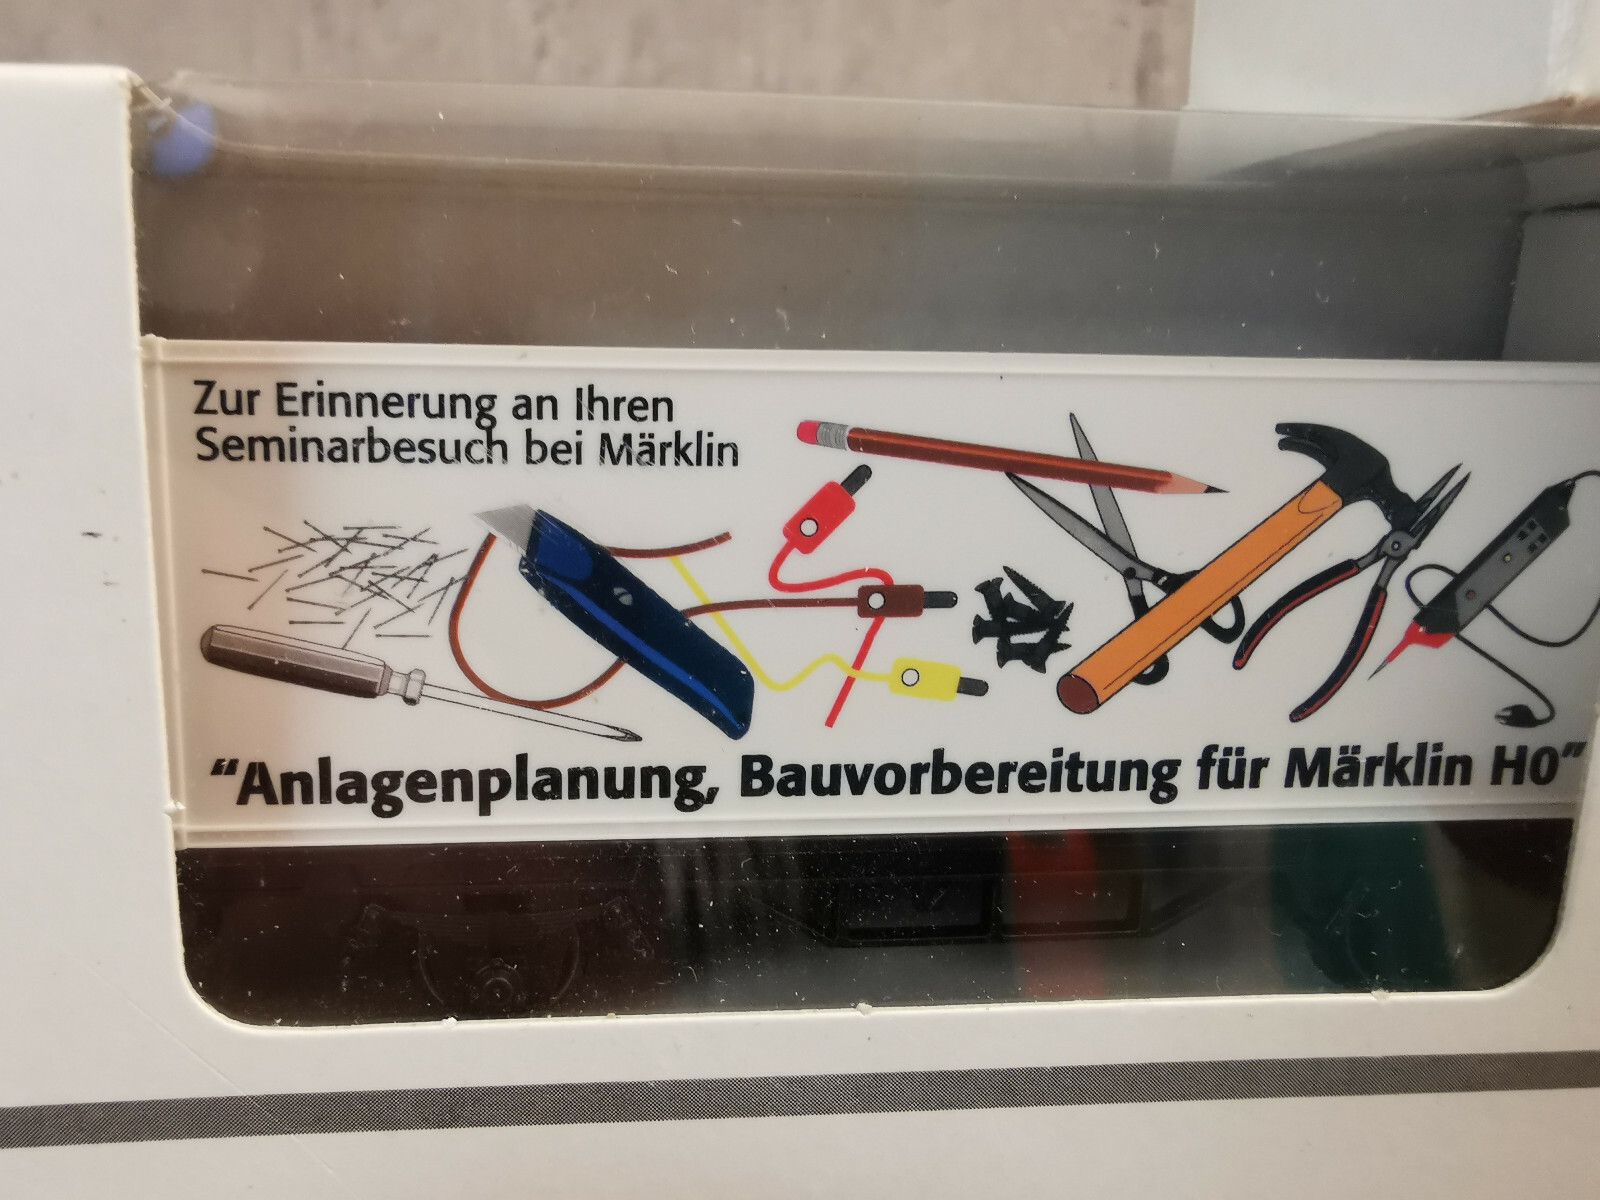 Zur Erinnerung an Ihren
Seminarbesuch bei Märklin
“Anlagenplanung, Bauvorbereitung für Märklin H0”